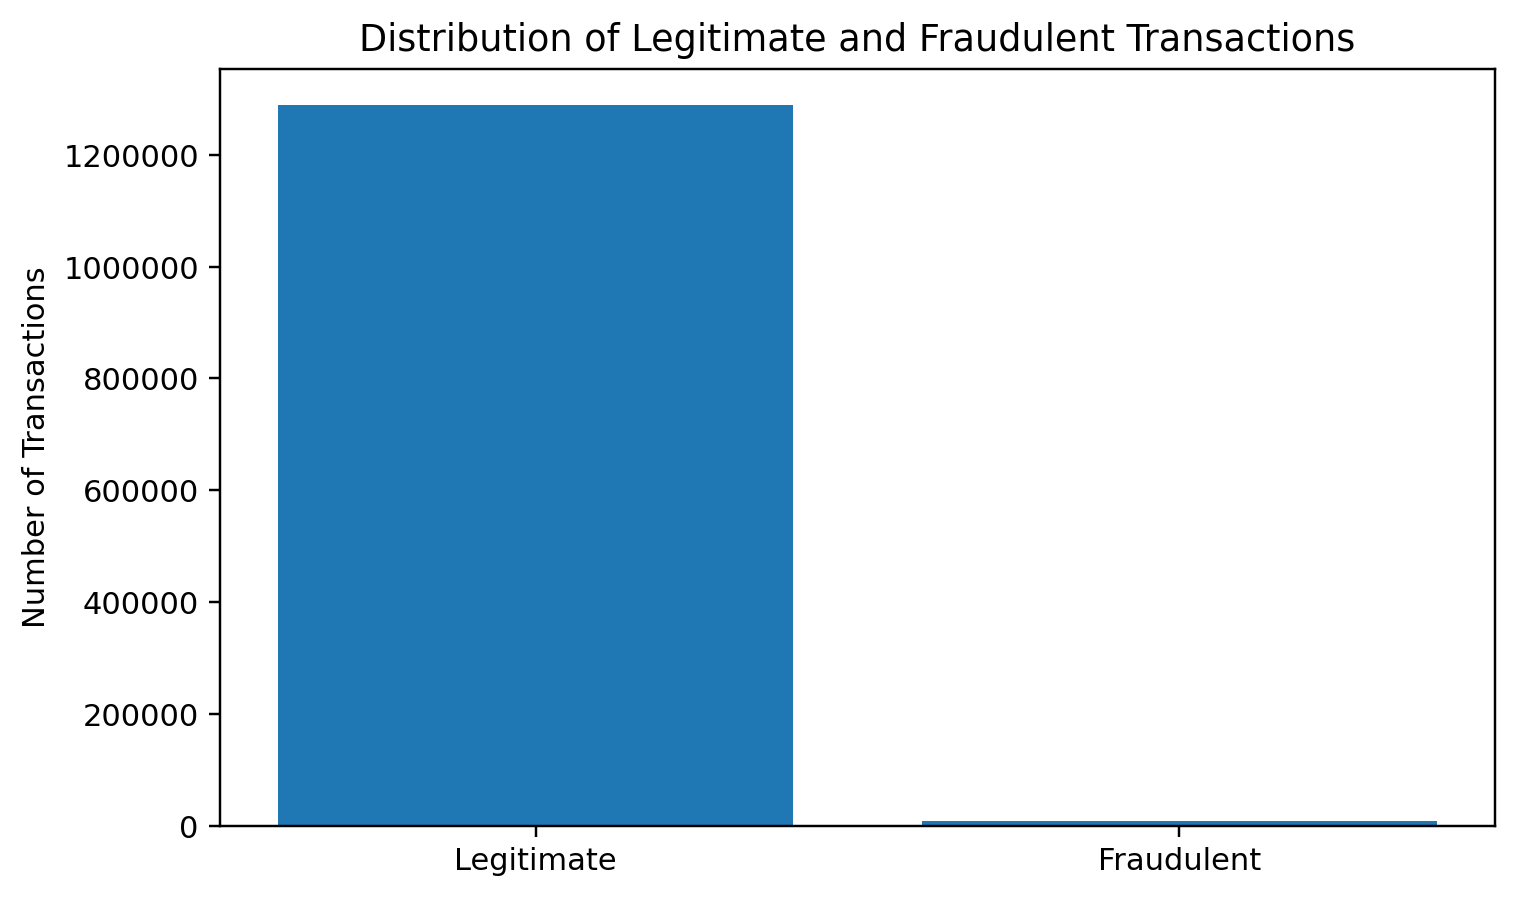 Distribution of Legitimate and Fraudulent Transactions
Number of Transactions
1200000
1000000
800000
600000
400000
200000
0
Legitimate
Fraudulent